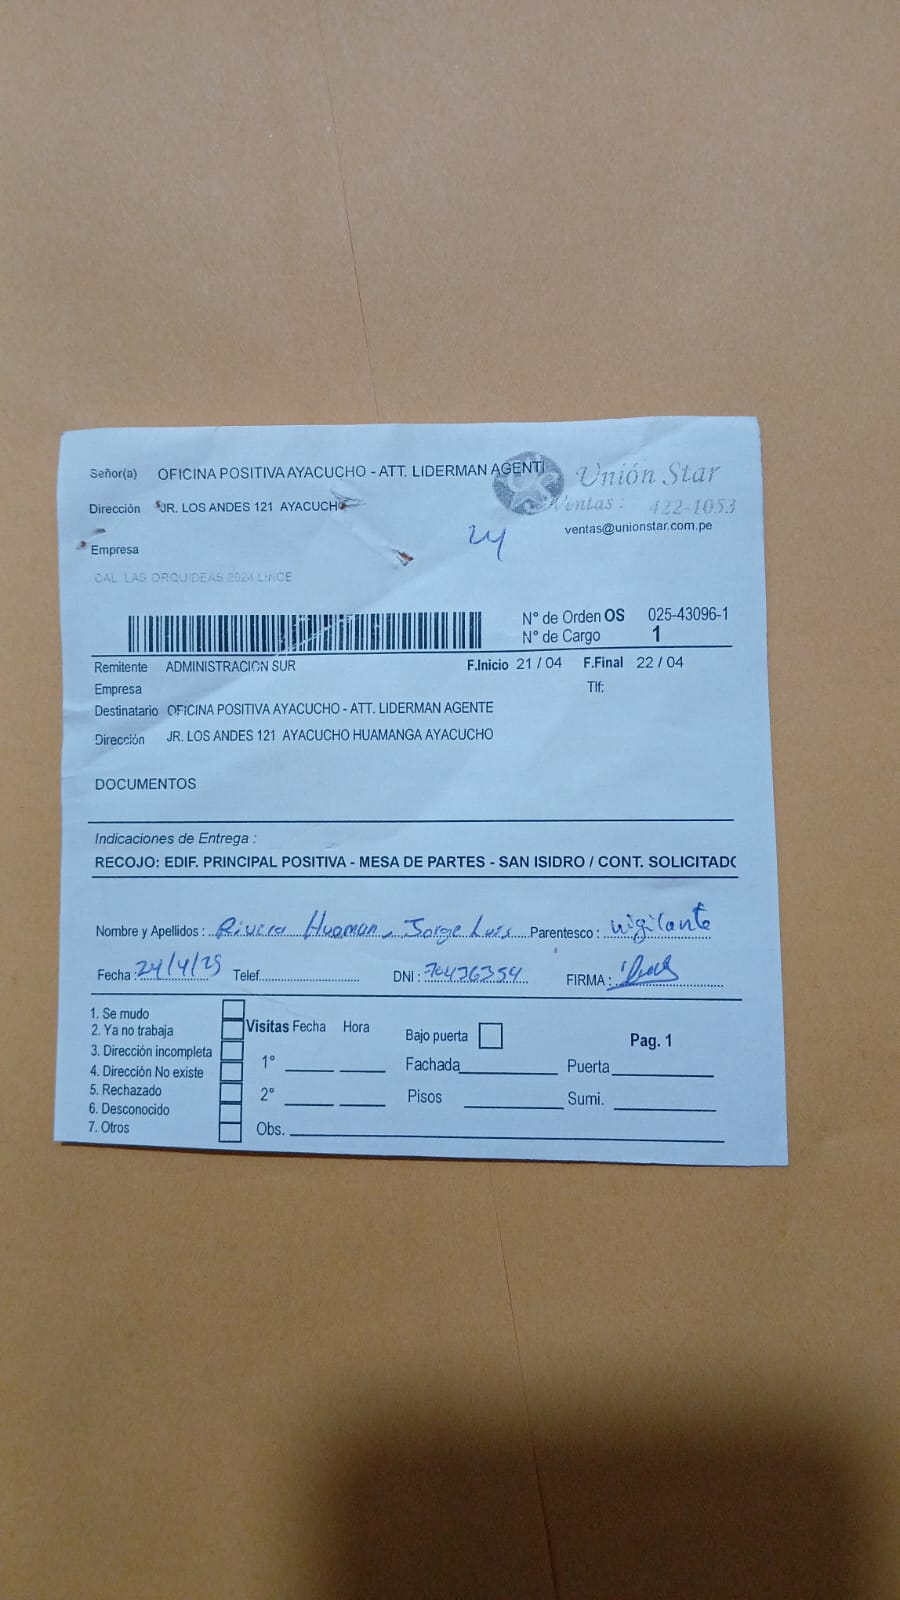 Señor(a) OFICINA POSITIVA AYACUCHO - ATT. LIDERMAN AGENTI
Unión Star
Dirección JR. LOS ANDES 121 AYACUCHO
Ventas: 422-1053
ventas@unionstar.com.pe
24
Empresa
CAL. LAS ORQUIDEAS 2624 LINCE
N° de Orden OS 025-43096-1
N° de Cargo 1
Remitente ADMINISTRACION SUR F.Inicio 21 / 04 F.Final 22 / 04
Empresa Tlf:
Destinatario OFICINA POSITIVA AYACUCHO - ATT. LIDERMAN AGENTE
Dirección JR. LOS ANDES 121 AYACUCHO HUAMANGA AYACUCHO
DOCUMENTOS
Indicaciones de Entrega :
RECOJO: EDIF. PRINCIPAL POSITIVA - MESA DE PARTES - SAN ISIDRO / CONT. SOLICITADO
Nombre y Apellidos : Rivera Huaman, Jorge Luis Parentesco : vigilante
Fecha : 24/4/25 Telef. DNI : 70436354 FIRMA :
1. Se mudo
2. Ya no trabaja
3. Dirección incompleta
4. Dirección No existe
5. Rechazado
6. Desconocido
7. Otros
Visitas Fecha Hora
1°
2°
Obs.
Bajo puerta Pag. 1
Fachada Puerta
Pisos Sumi.